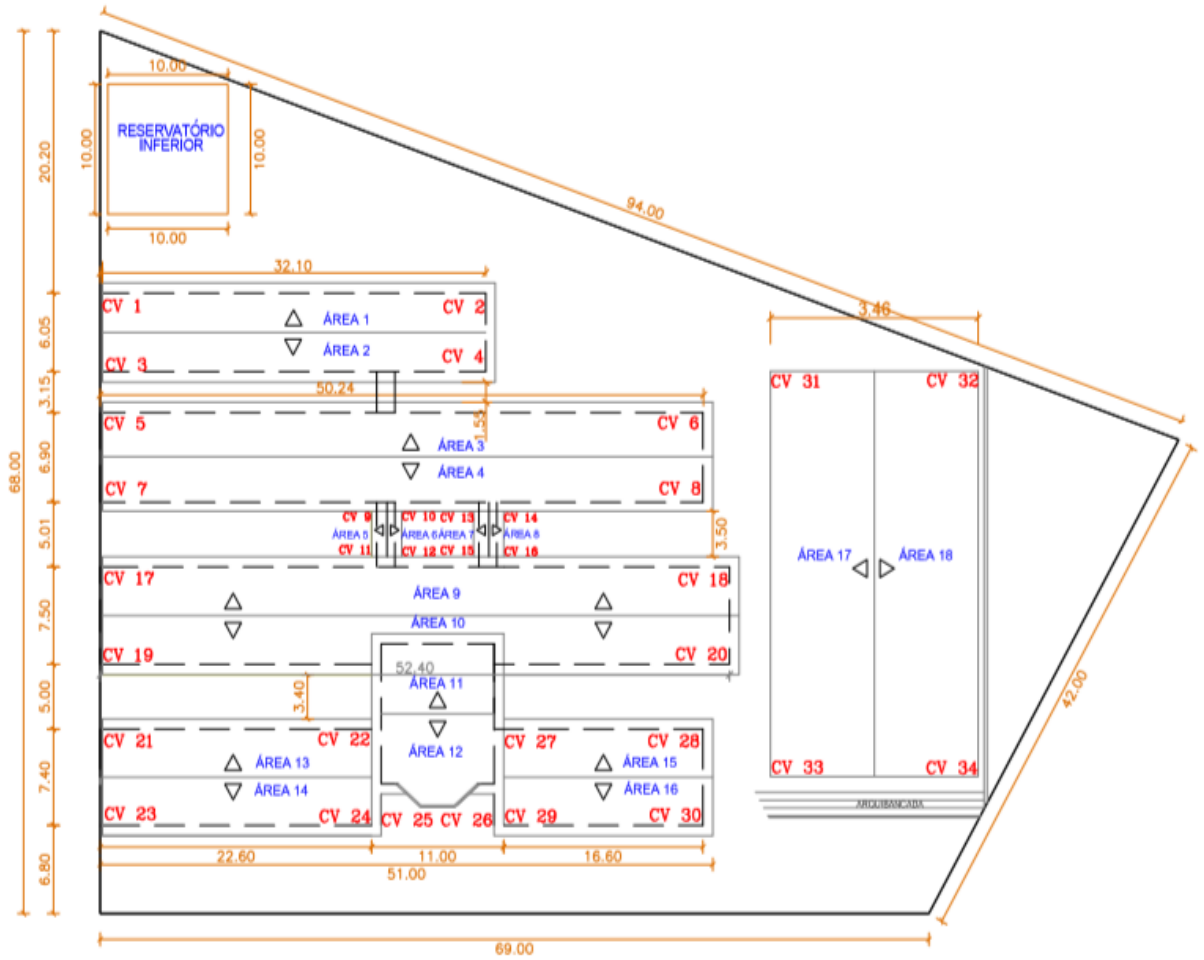 10.00
RESERVATÓRIO
INFERIOR
10.00
10.00
10.00
20.20
94.00
32.10
CV 1
CV 2
ÁREA 1
ÁREA 2
CV 3
CV 4
6.05
3.46
3.15
50.24
1.55
CV 31
CV 32
CV 5
CV 6
ÁREA 3
ÁREA 4
CV 7
CV 8
6.90
68.00
CV 9
CV 10
CV 13
CV 14
ÁREA 5
ÁREA 6
ÁREA 7
ÁREA 8
CV 11
CV 12
CV 15
CV 16
5.01
3.50
ÁREA 17
ÁREA 18
CV 17
CV 18
ÁREA 9
ÁREA 10
CV 19
CV 20
7.50
52.40
ÁREA 11
3.40
5.00
42.00
CV 21
CV 22
ÁREA 12
CV 27
CV 28
ÁREA 13
ÁREA 14
ÁREA 15
ÁREA 16
7.40
CV 33
CV 34
CV 23
CV 24
CV 25
CV 26
CV 29
CV 30
ARQUIBANCADA
22.60
11.00
16.60
51.00
6.80
69.00